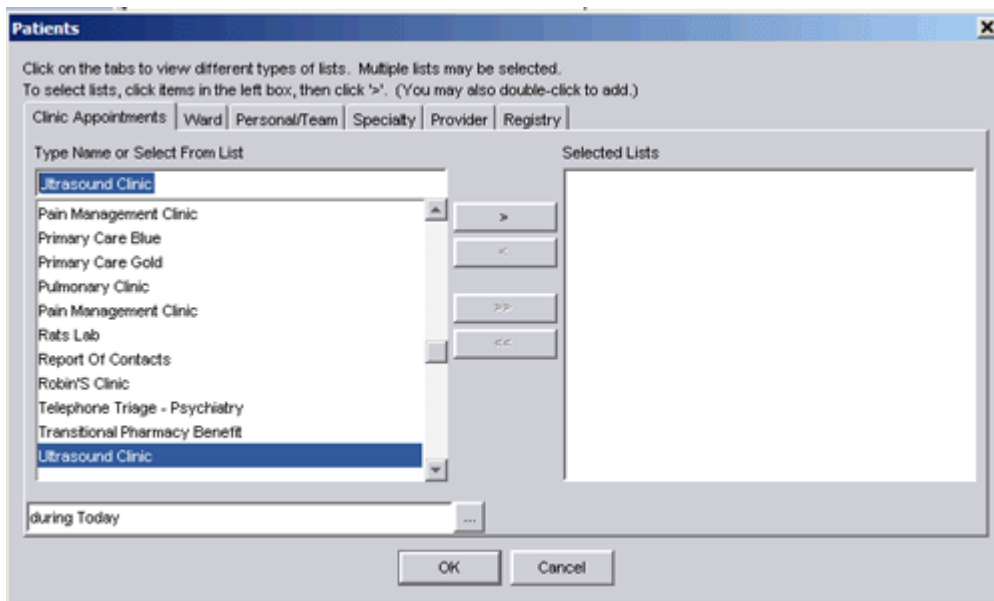 Patients
Click on the tabs to view different types of lists. Multiple lists may be selected.
To select lists, click items in the left box, then click '>'. (You may also double-click to add.)
Clinic Appointments Ward Personal/Team Specialty Provider Registry
Type Name or Select From List
Selected Lists
Ultrasound Clinic
Pain Management Clinic
Primary Care Blue
Primary Care Gold
Pulmonary Clinic
Pain Management Clinic
Rats Lab
Report Of Contacts
Robin'S Clinic
Telephone Triage - Psychiatry
Transitional Pharmacy Benefit
Ultrasound Clinic
>
<
>>
<<
during Today
...
OK
Cancel